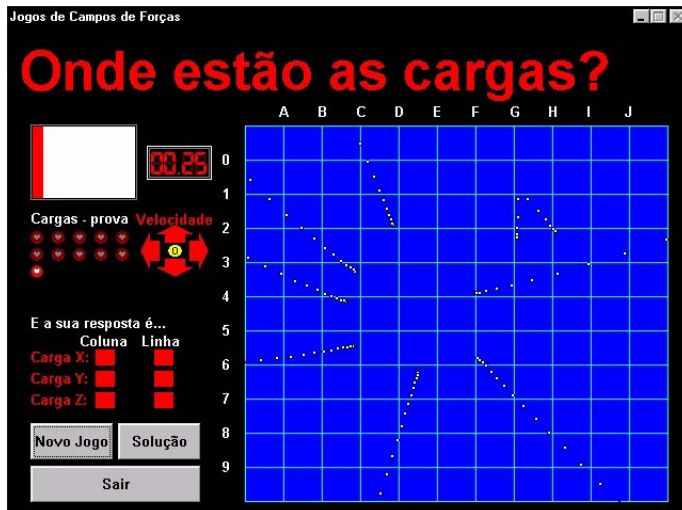 Jogos de Campos de Forças
Onde estão as cargas?
A B C D E F G H I J
00.25
0
1
Cargas - prova Velocidade
2
0
3
4
5
E a sua resposta é...
Coluna Linha
Carga X:
6
Carga Y:
7
Carga Z:
8
Novo Jogo Solução
9
Sair